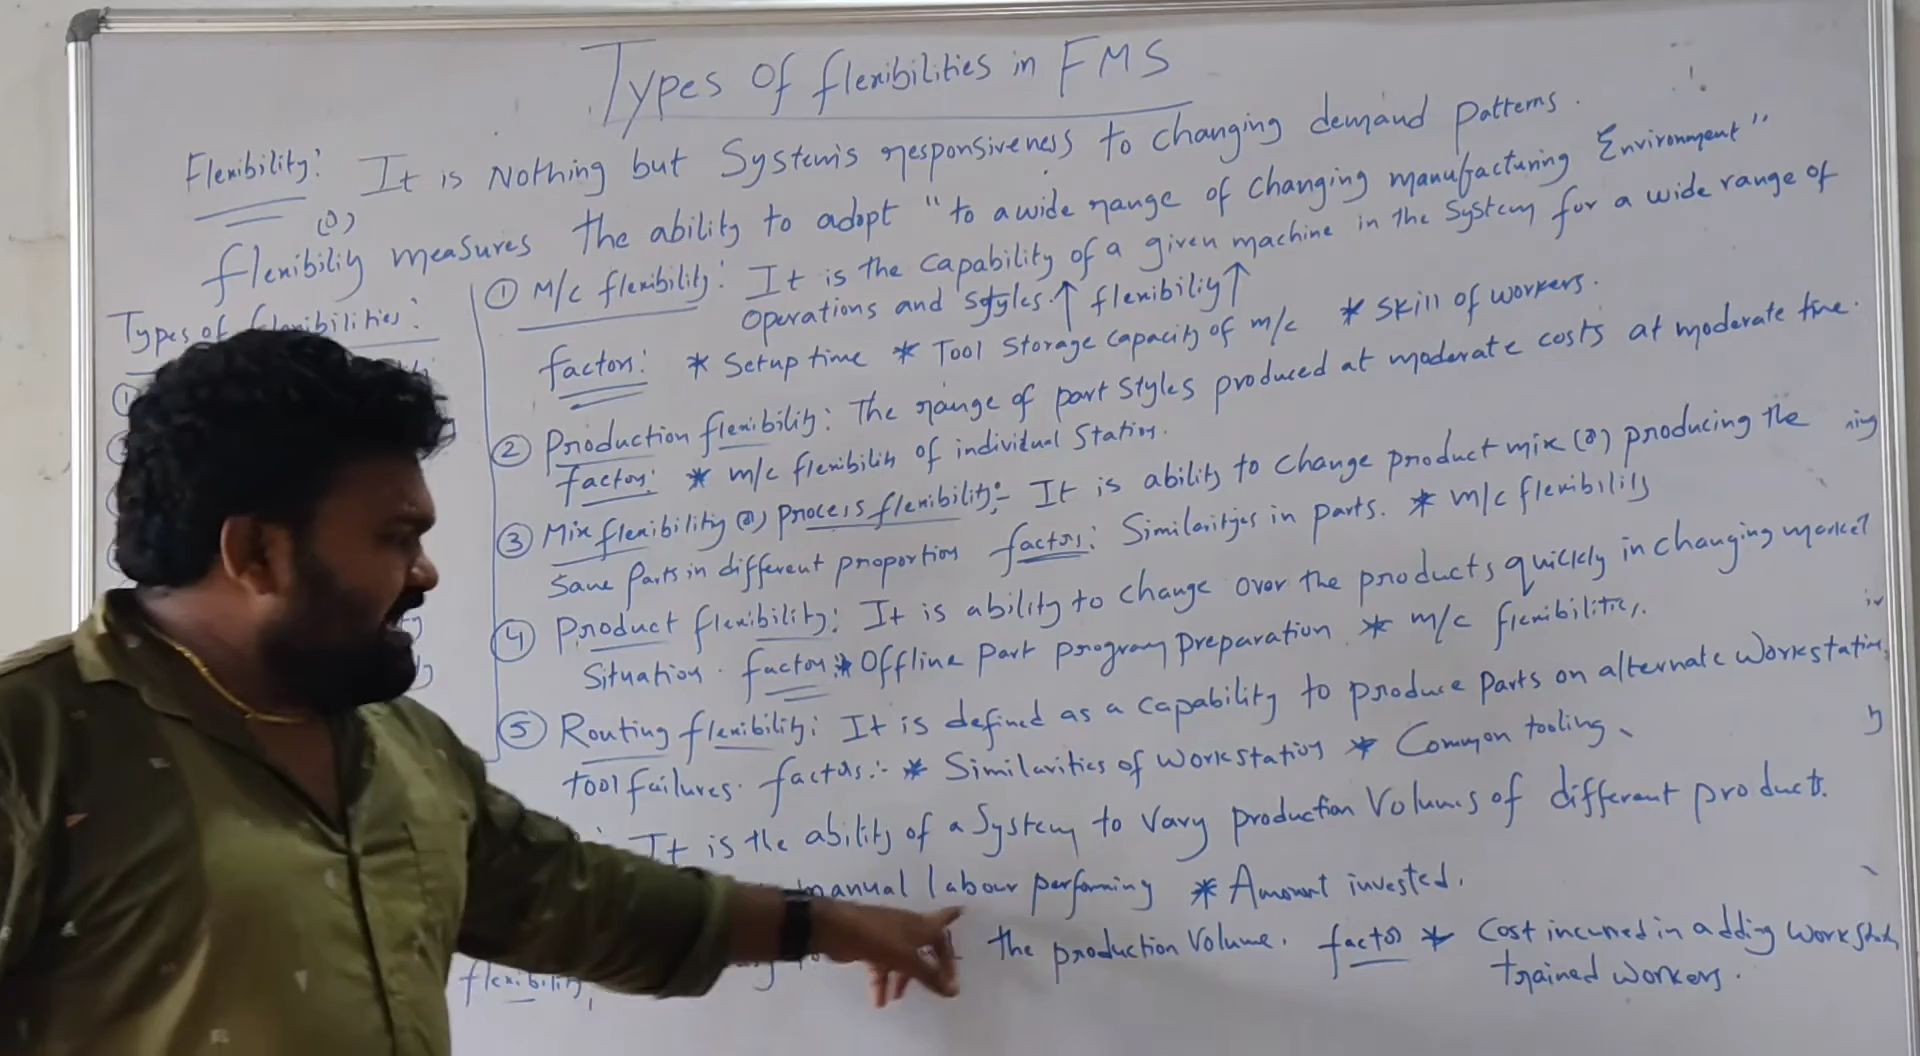 Types of flexibilities in FMS
Flexibility: It is Nothing but System's responsiveness to changing demand patterns.
(or)
flexibiliy measures the ability to adopt "to a wide range of changing manufacturing Environment"
Types of flexibilities:
① M/c flexibility: It is the capability of a given machine in the system for a wide range of
operations and styles. ↑ flexibiliy ↑
factors: * Setup time * Tool Storage capacity of m/c * Skill of workers.
② Production flexibility: The range of part styles produced at moderate costs at moderate time.
factors: * m/c flexibility of individual station.
③ Mix flexibility (or) process flexibility:- It is ability to change product mix (or) producing the
same parts in different proportion factors: Similarities in parts. * m/c flexibility
④ Product flexibility: It is ability to change over the products quickly in changing market
situation. factors: * Offline part program preparation * m/c flexibilities.
⑤ Routing flexibility: It is defined as a capability to produce parts on alternate workstation,
tool failures. factors:- * Similarities of workstations * Common tooling
It is the ability of a system to vary production volumes of different products.
manual labour performing * Amount invested.
the production volume. factor * Cost incurred in adding
flexibility, trained workers.